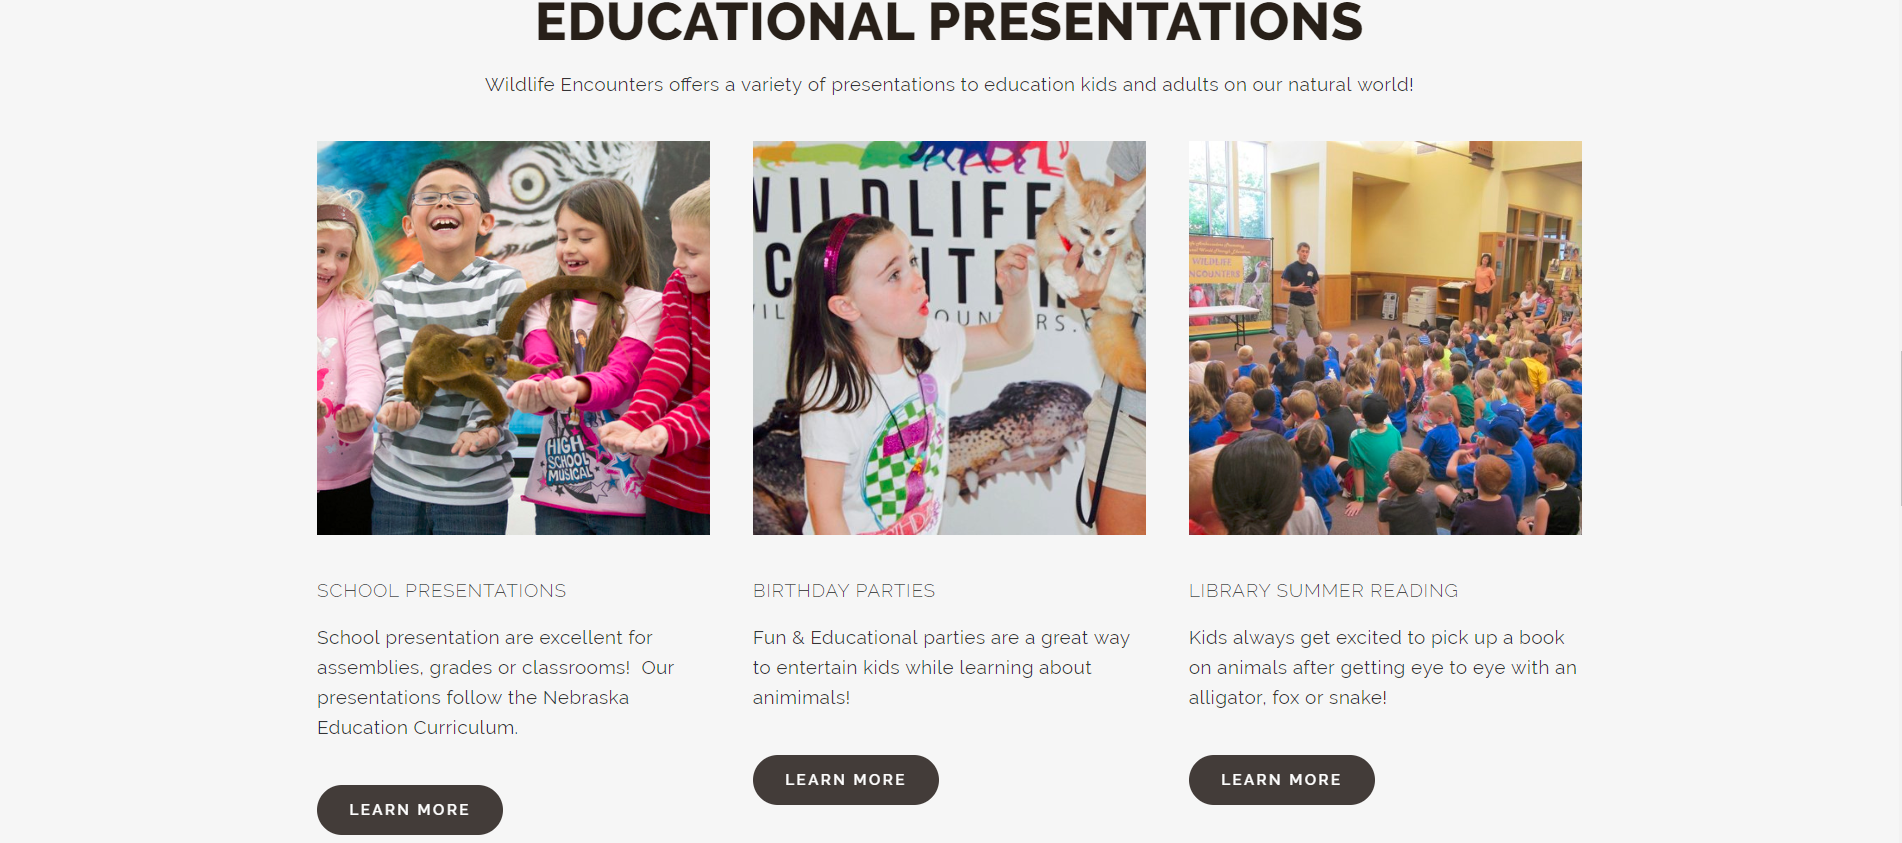 EDUCATIONAL PRESENTATIONS
Wildlife Encounters offers a variety of presentations to education kids and adults on our natural world!
HIGH
SCHOOL
MUSICAL
WILDLIFE
WILDLIFE
ENCOUNTERS
SCHOOL PRESENTATIONS
School presentation are excellent for
assemblies, grades or classrooms!  Our
presentations follow the Nebraska
Education Curriculum.
LEARN MORE
BIRTHDAY PARTIES
Fun & Educational parties are a great way
to entertain kids while learning about
animimals!
LEARN MORE
LIBRARY SUMMER READING
Kids always get excited to pick up a book
on animals after getting eye to eye with an
alligator, fox or snake!
LEARN MORE